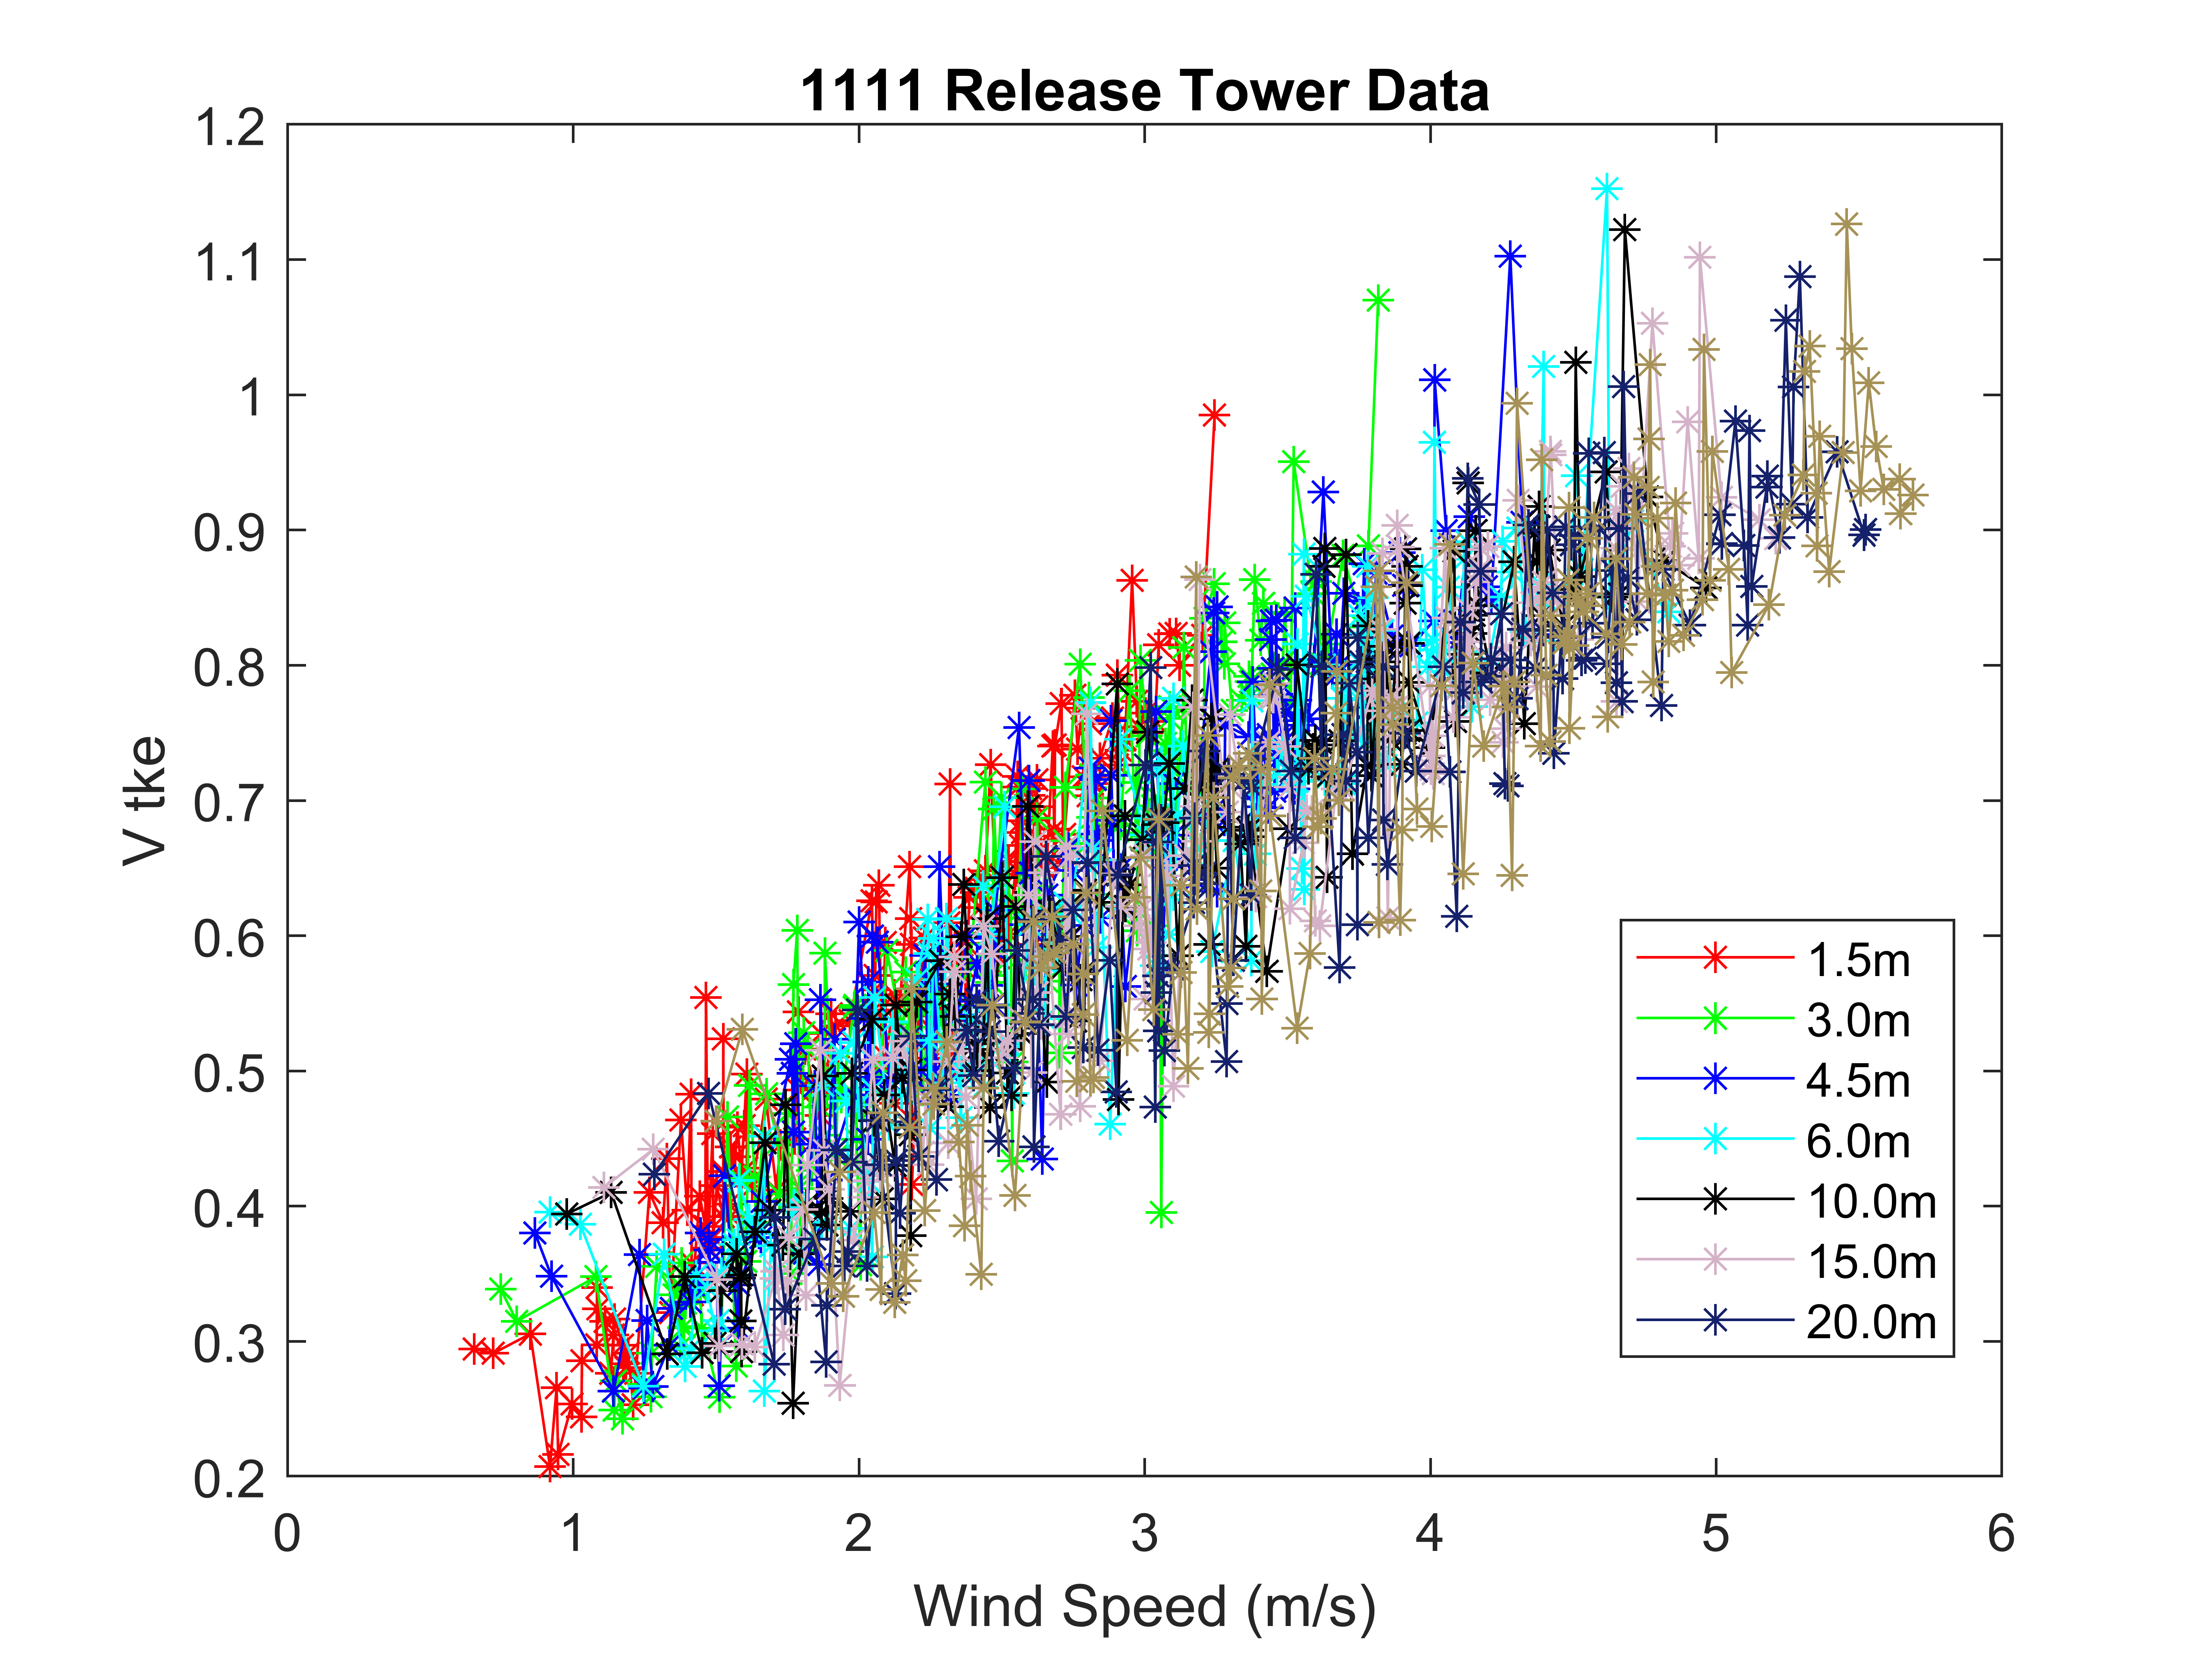 1111 Release Tower Data
1.2
1.1
1
0.9
0.8
0.7
0.6
0.5
0.4
0.3
0.2
V tke
0 1 2 3 4 5 6
Wind Speed (m/s)
1.5m
3.0m
4.5m
6.0m
10.0m
15.0m
20.0m